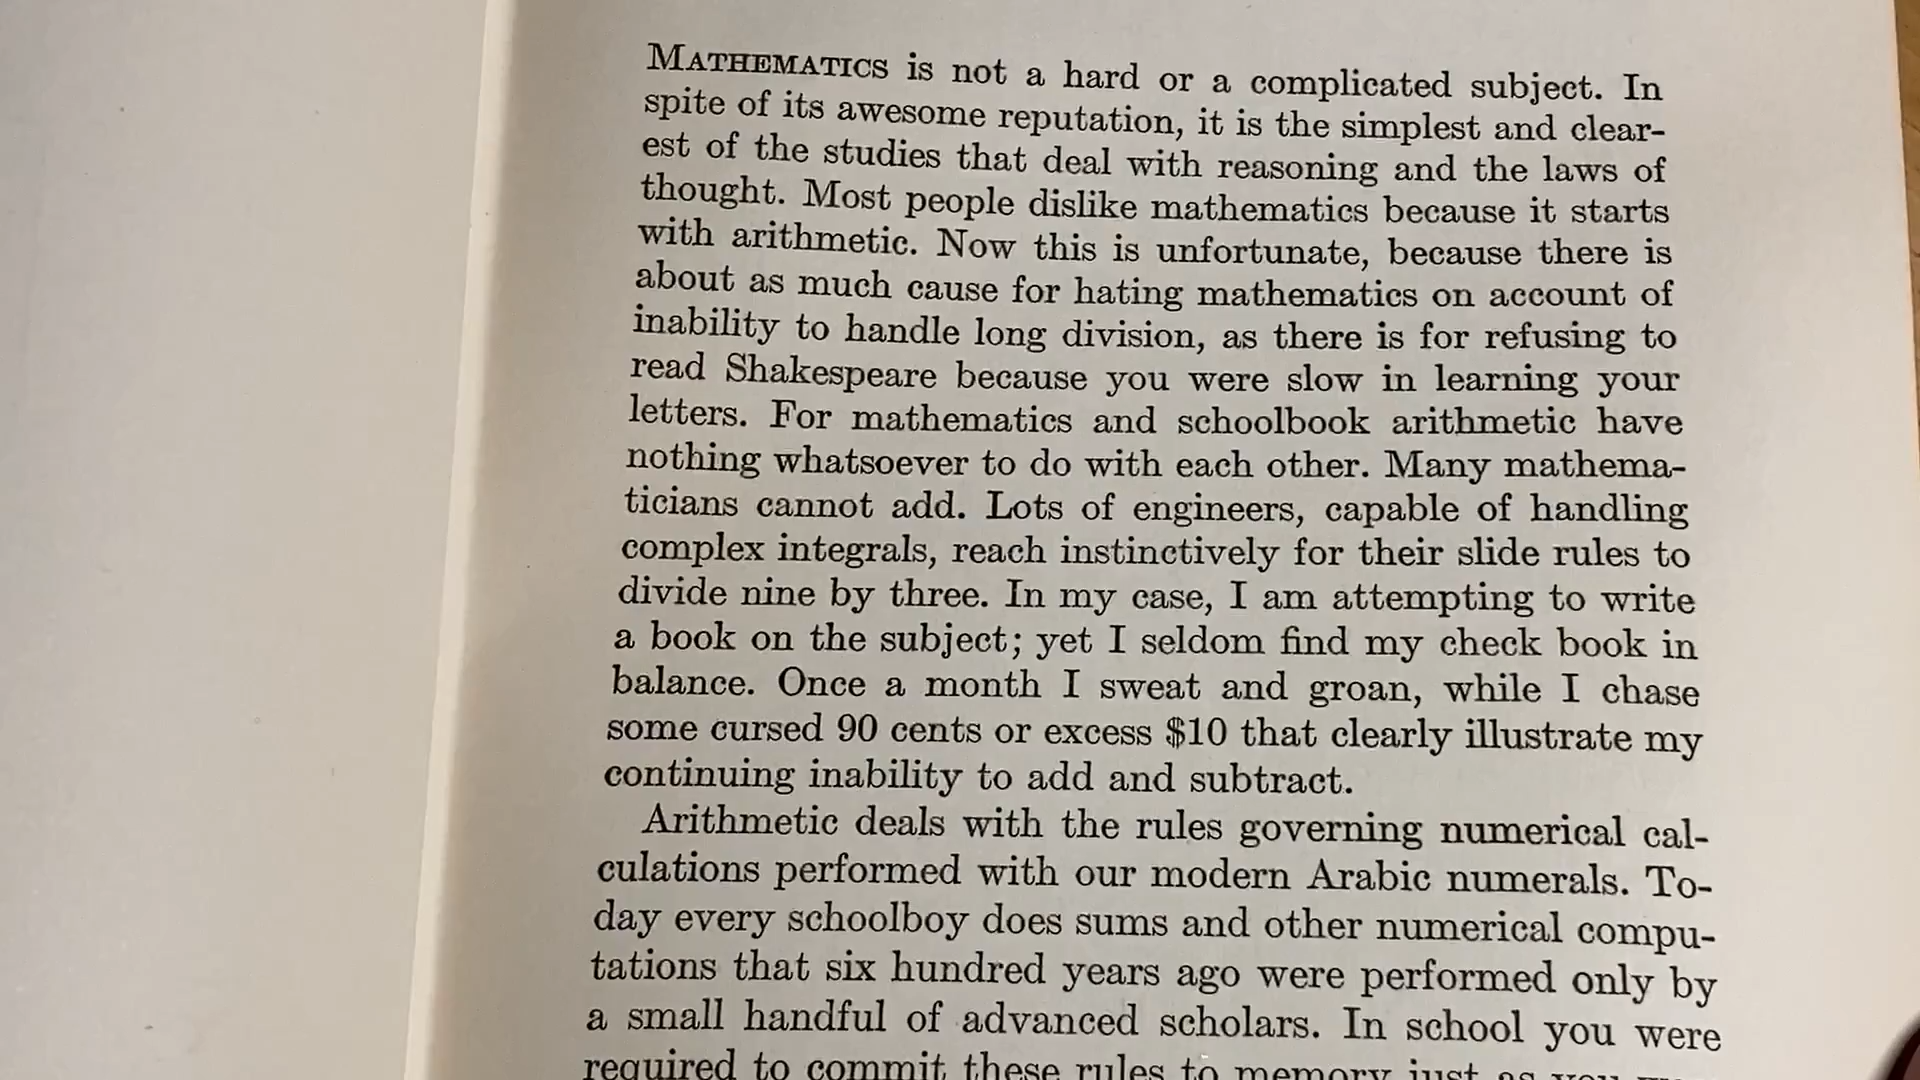 MATHEMATICS is not a hard or a complicated subject. In
spite of its awesome reputation, it is the simplest and clear-
est of the studies that deal with reasoning and the laws of
thought. Most people dislike mathematics because it starts
with arithmetic. Now this is unfortunate, because there is
about as much cause for hating mathematics on account of
inability to handle long division, as there is for refusing to
read Shakespeare because you were slow in learning your
letters. For mathematics and schoolbook arithmetic have
nothing whatsoever to do with each other. Many mathema-
ticians cannot add. Lots of engineers, capable of handling
complex integrals, reach instinctively for their slide rules to
divide nine by three. In my case, I am attempting to write
a book on the subject; yet I seldom find my check book in
balance. Once a month I sweat and groan, while I chase
some cursed 90 cents or excess $10 that clearly illustrate my
continuing inability to add and subtract.
Arithmetic deals with the rules governing numerical cal-
culations performed with our modern Arabic numerals. To-
day every schoolboy does sums and other numerical compu-
tations that six hundred years ago were performed only by
a small handful of advanced scholars. In school you were
required to commit these rules to memory just as you